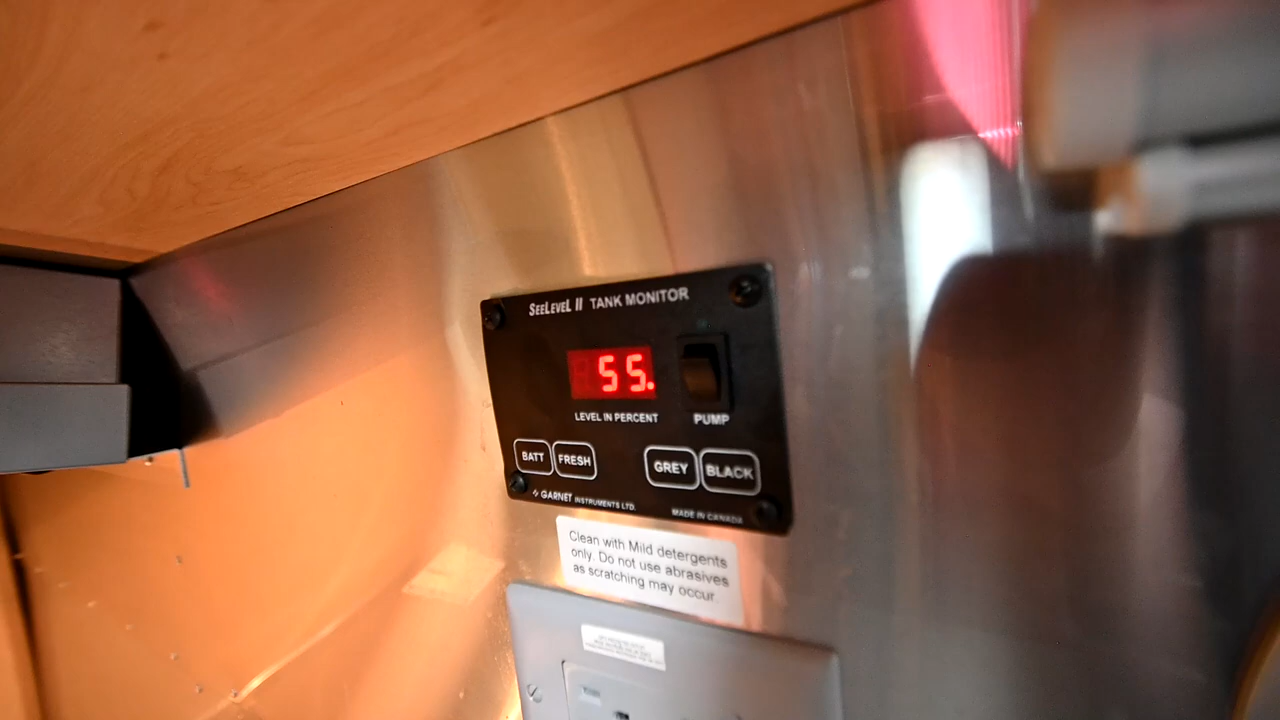 SEELEVEL II TANK MONITOR
55.
LEVEL IN PERCENT
PUMP
BATT FRESH GREY BLACK
GARNET INSTRUMENTS LTD.
MADE IN CANADA
Clean with Mild detergents
only. Do not use abrasives
as scratching may occur.